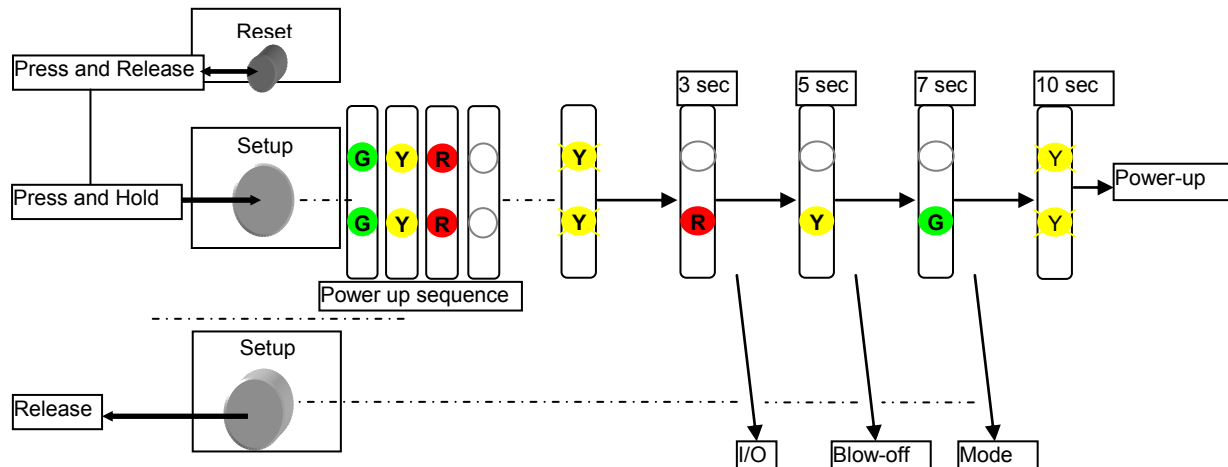 Reset
Press and Release
3 sec 5 sec 7 sec 10 sec
Setup
G Y R Y Y
Power-up
Press and Hold
G Y R Y R Y G Y
Power up sequence
Setup
Release
I/O Blow-off Mode